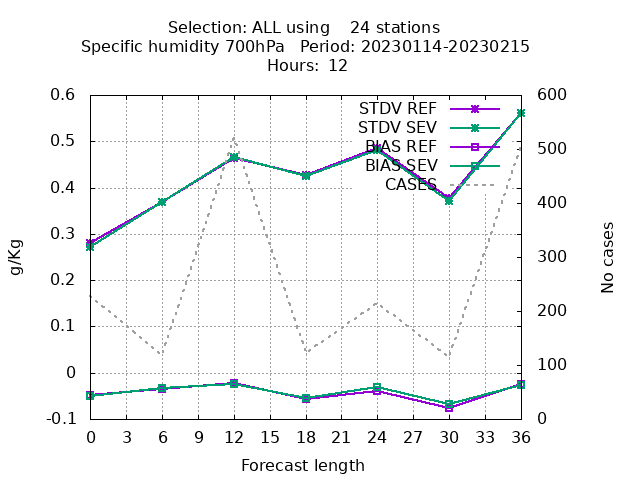 Selection: ALL using    24 stations
Specific humidity 700hPa   Period: 20230114-20230215
Hours:  12
STDV REF
STDV SEV
BIAS REF
BIAS SEV
CASES
0.6
0.5
0.4
0.3
0.2
0.1
0
-0.1
g/Kg
600
500
400
300
200
100
0
No cases
0 3 6 9 12 15 18 21 24 27 30 33 36
Forecast length